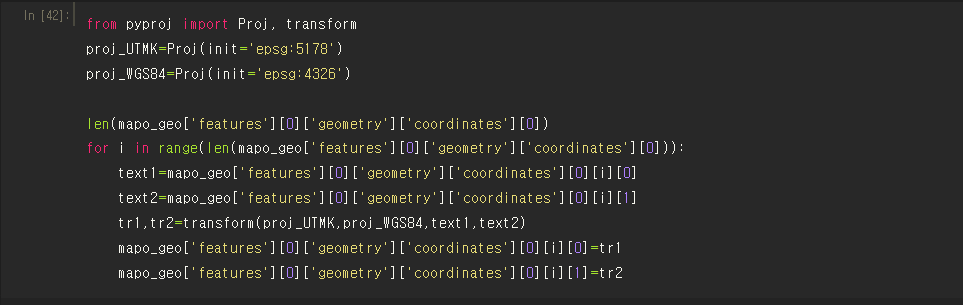 In [42]:
from pyproj import Proj, transform
proj_UTMK=Proj(init='epsg:5178')
proj_WGS84=Proj(init='epsg:4326')
len(mapo_geo['features'][0]['geometry']['coordinates'][0])
for i in range(len(mapo_geo['features'][0]['geometry']['coordinates'][0])):
    text1=mapo_geo['features'][0]['geometry']['coordinates'][0][i][0]
    text2=mapo_geo['features'][0]['geometry']['coordinates'][0][i][1]
    tr1,tr2=transform(proj_UTMK,proj_WGS84,text1,text2)
    mapo_geo['features'][0]['geometry']['coordinates'][0][i][0]=tr1
    mapo_geo['features'][0]['geometry']['coordinates'][0][i][1]=tr2